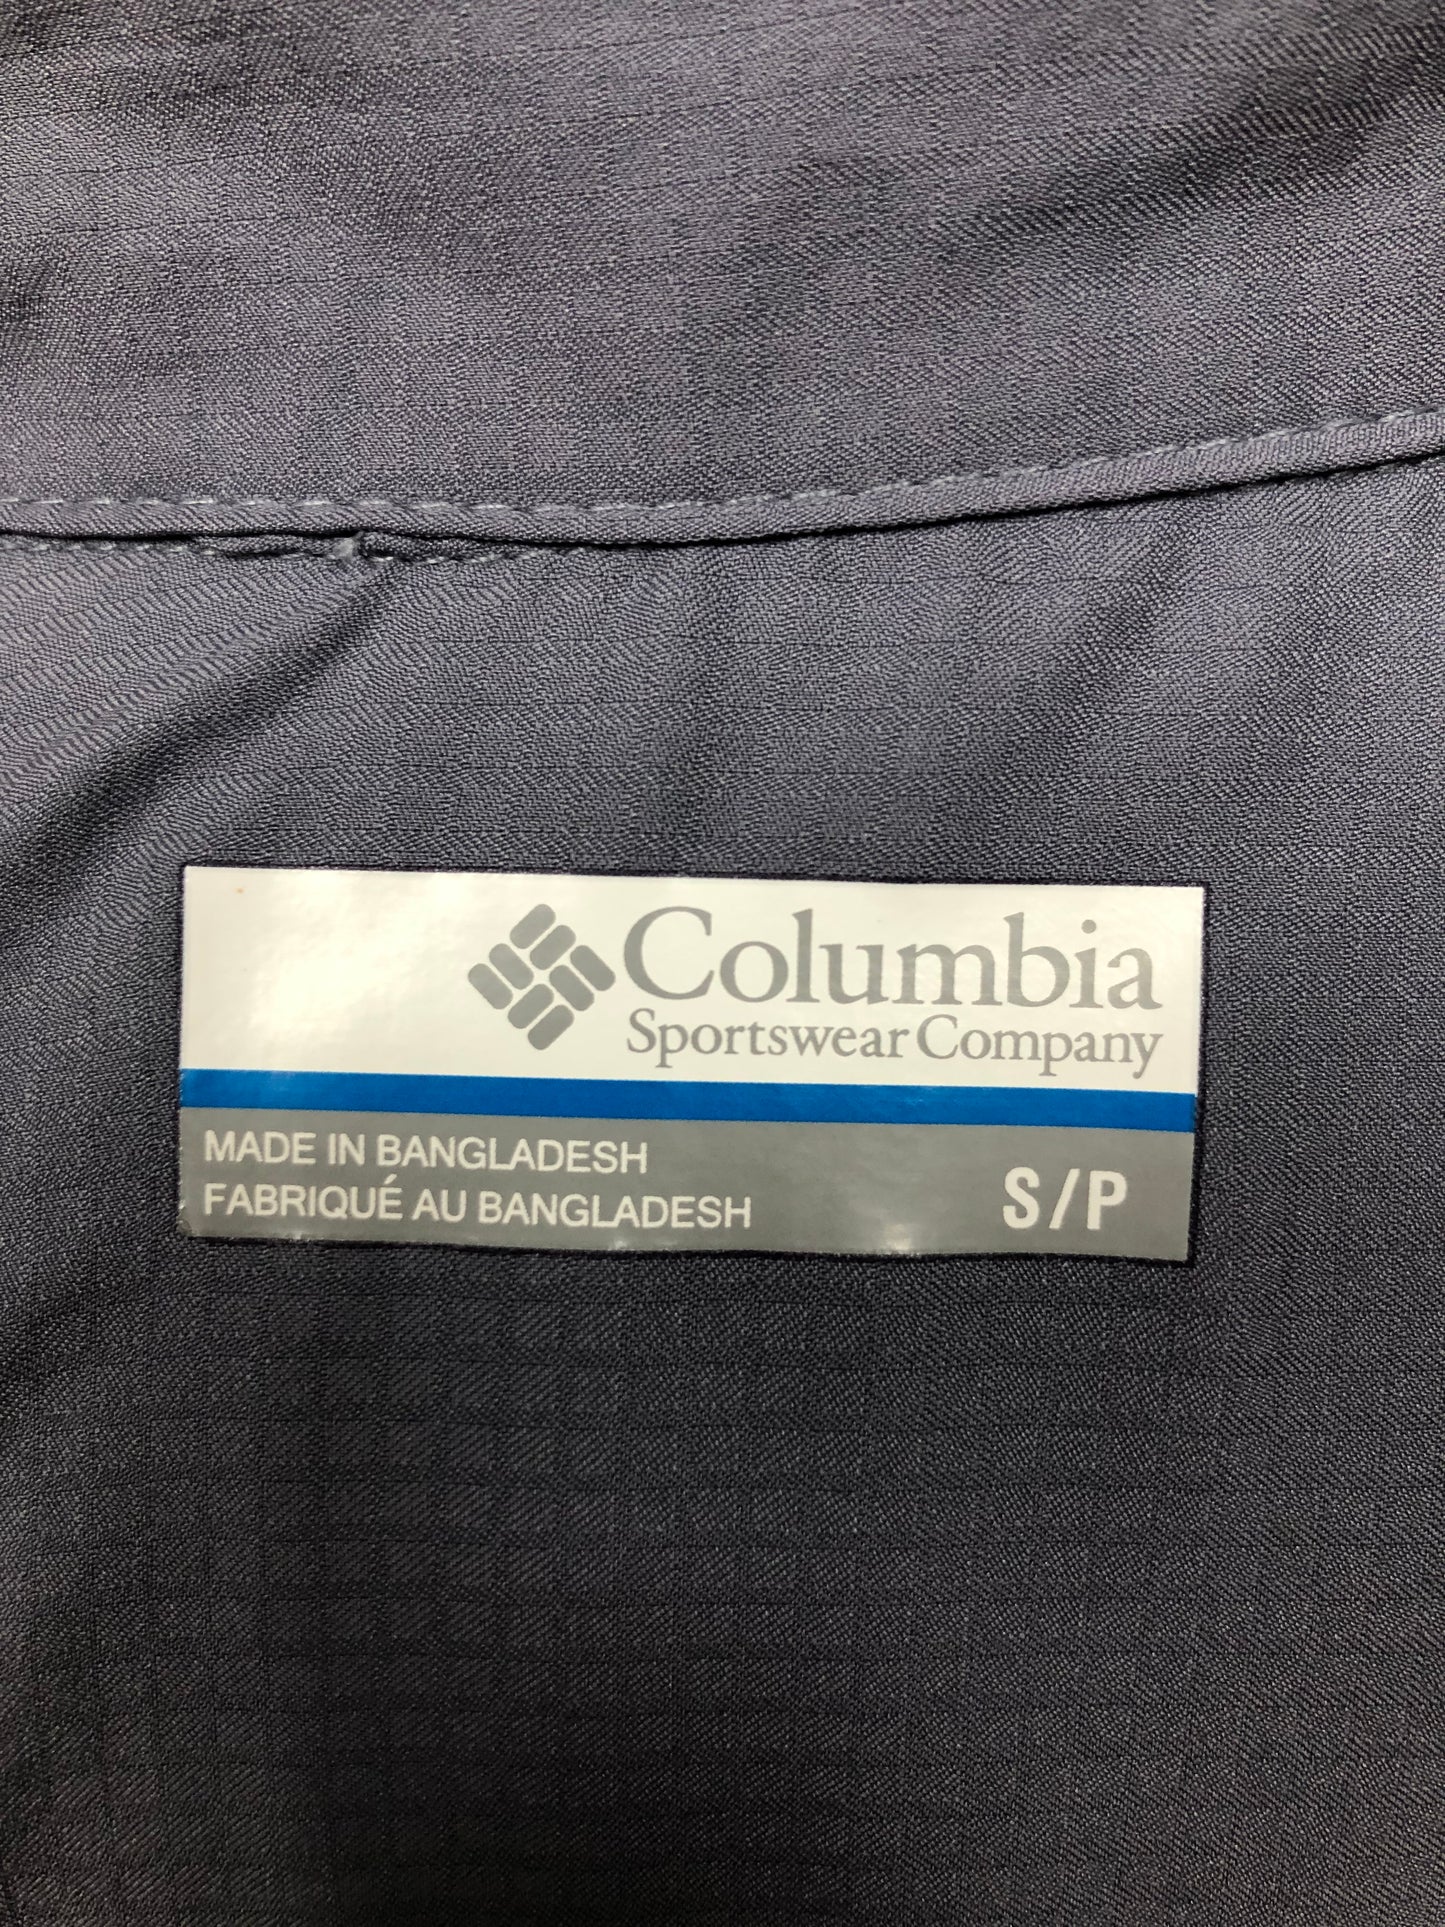 Columbia
Sportswear Company
MADE IN BANGLADESH
FABRIQUÉ AU BANGLADESH
S/P